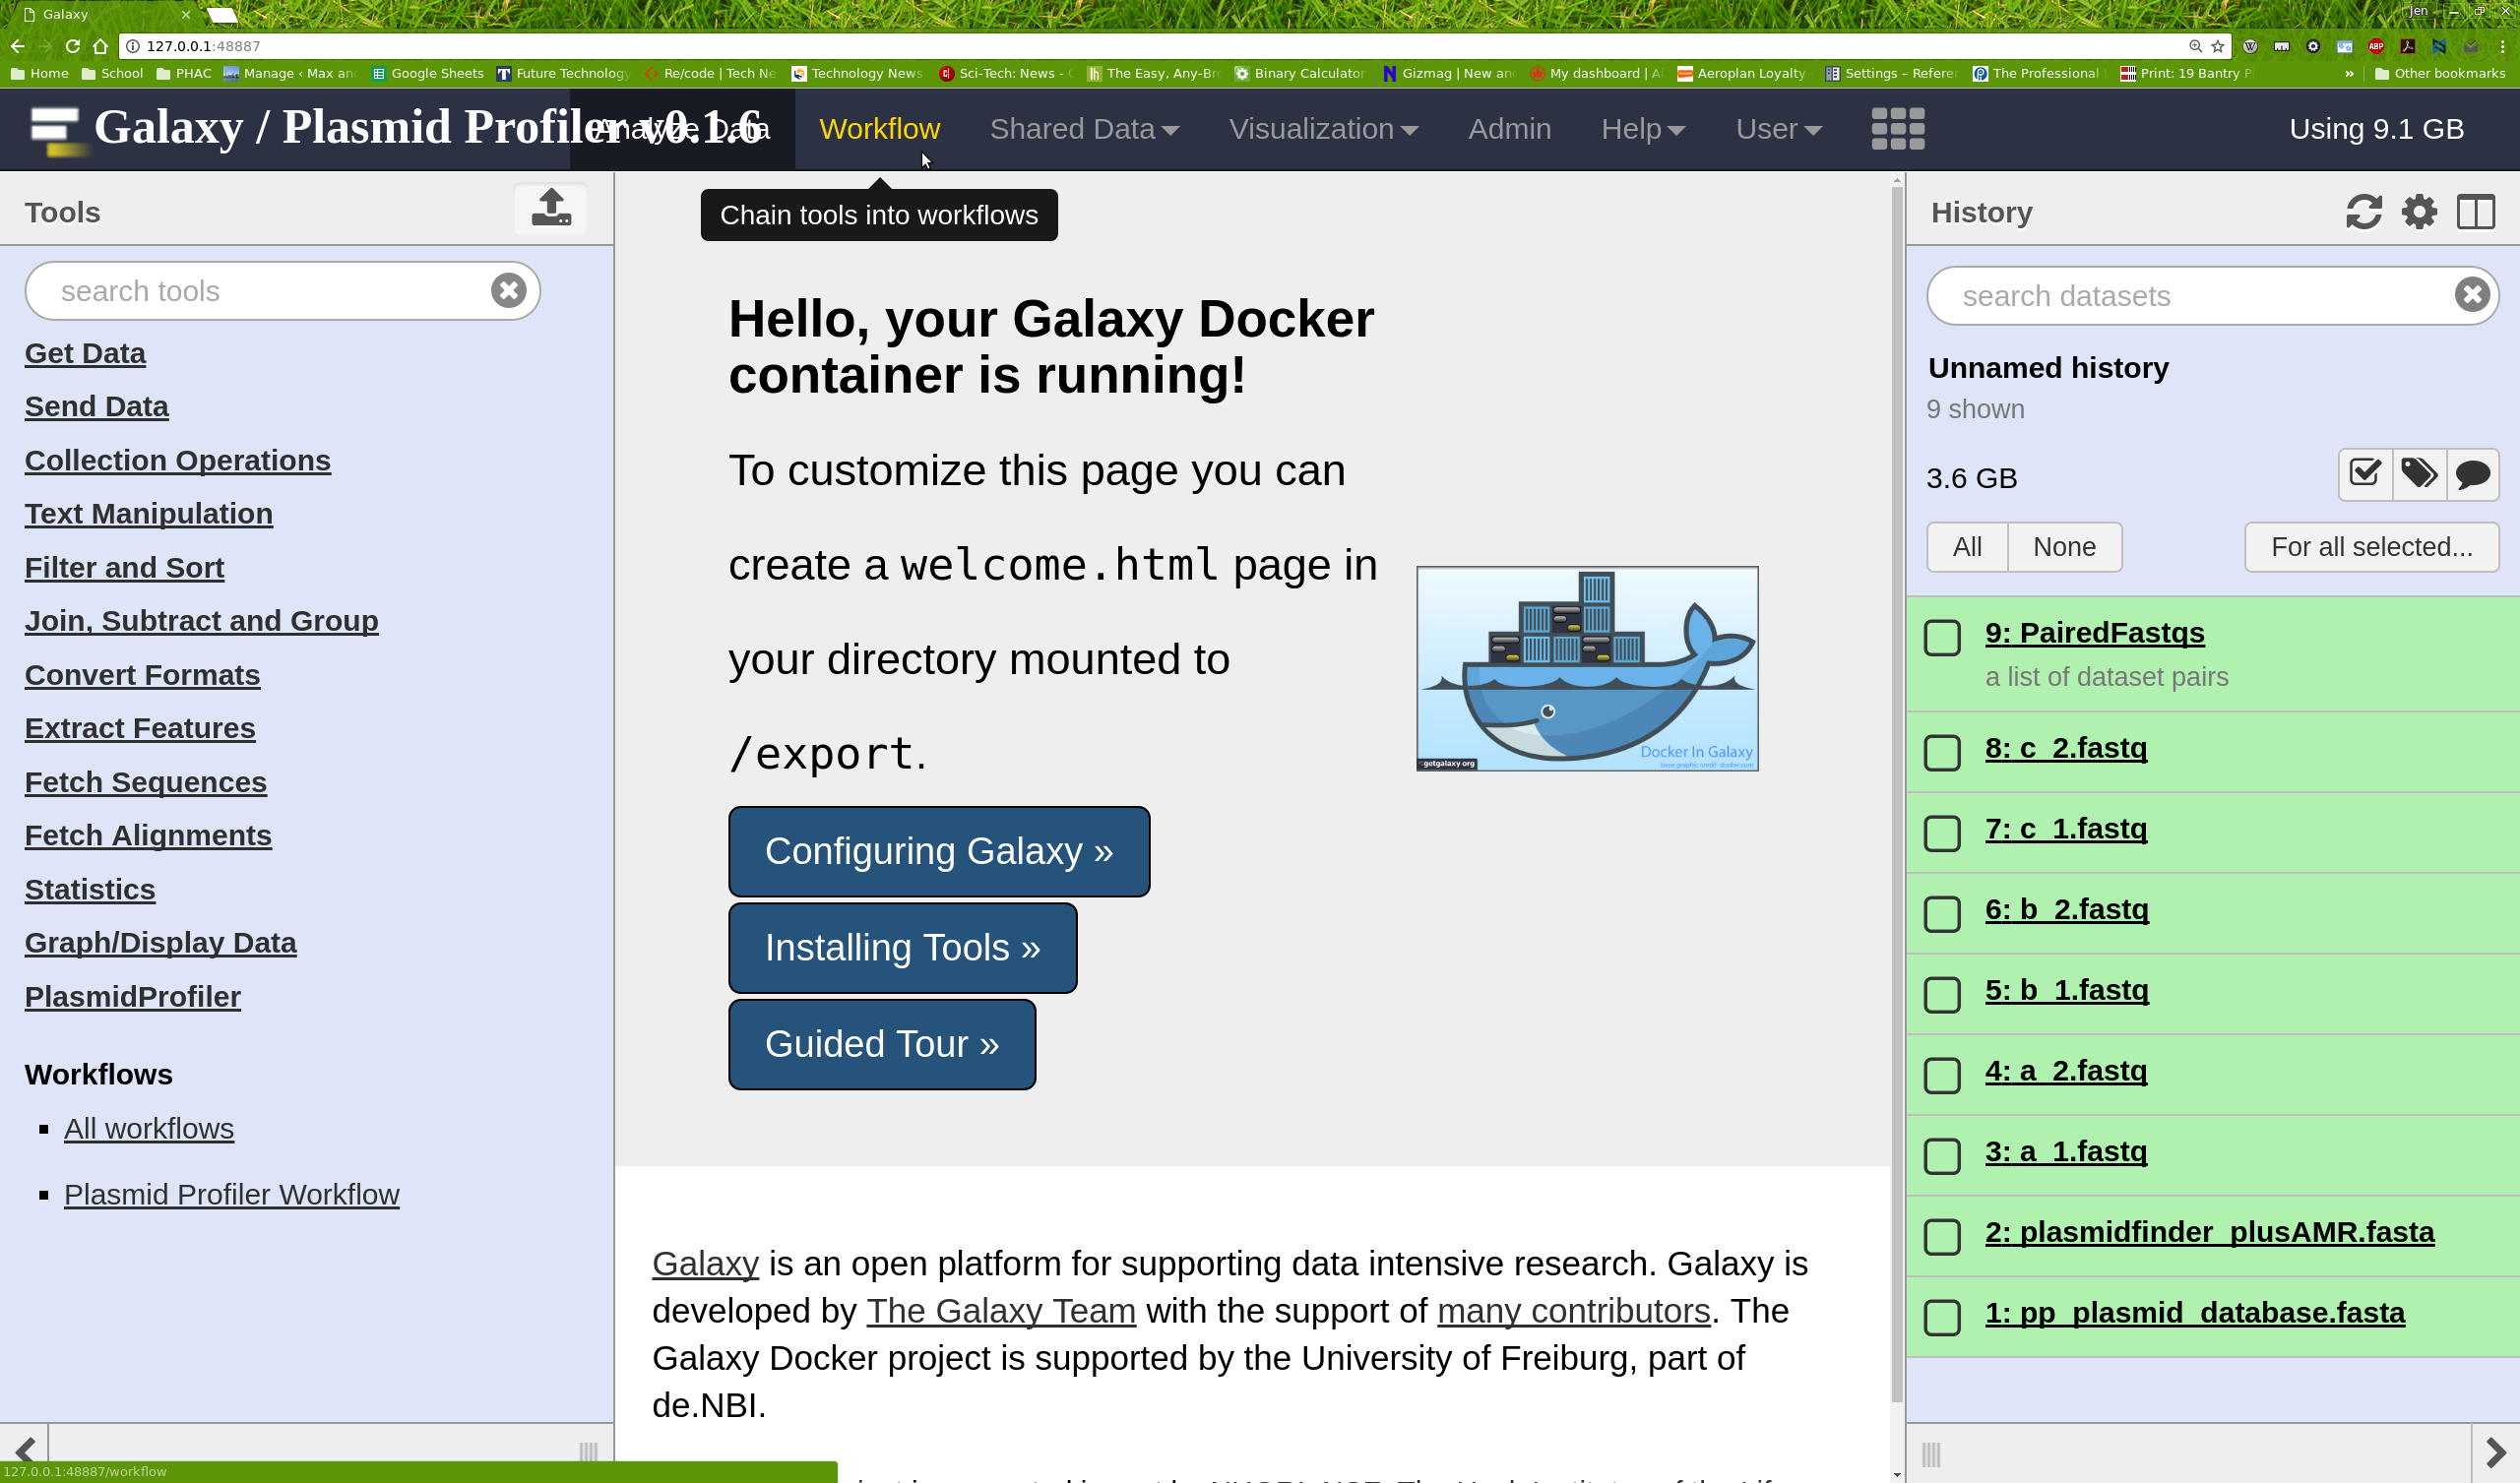 Galaxy
Jen
127.0.0.1:48887
Home School PHAC Manage ‹ Max an Google Sheets Future Technology Re/code | Tech Ne Technology News Sci-Tech: News - The Easy, Any-Br Binary Calculator Gizmag | New an My dashboard | A Aeroplan Loyalty Settings – Refere The Professional Print: 19 Bantry P » Other bookmarks
Galaxy / Plasmid Profiler v0.1.6
Analyze Data Workflow Shared Data Visualization Admin Help User Using 9.1 GB
Chain tools into workflows
Tools
search tools
Get Data
Send Data
Collection Operations
Text Manipulation
Filter and Sort
Join, Subtract and Group
Convert Formats
Extract Features
Fetch Sequences
Fetch Alignments
Statistics
Graph/Display Data
PlasmidProfiler
Workflows
All workflows
Plasmid Profiler Workflow
127.0.0.1:48887/workflow
Hello, your Galaxy Docker
container is running!
To customize this page you can
create a welcome.html page in
your directory mounted to
/export.
Docker In Galaxy
base graphic credit: docker.com
getgalaxy.org
Configuring Galaxy »
Installing Tools »
Guided Tour »
Galaxy is an open platform for supporting data intensive research. Galaxy is
developed by The Galaxy Team with the support of many contributors. The
Galaxy Docker project is supported by the University of Freiburg, part of
de.NBI.
History
search datasets
Unnamed history
9 shown
3.6 GB
All None For all selected...
9: PairedFastqs
a list of dataset pairs
8: c_2.fastq
7: c_1.fastq
6: b_2.fastq
5: b_1.fastq
4: a_2.fastq
3: a_1.fastq
2: plasmidfinder_plusAMR.fasta
1: pp_plasmid_database.fasta